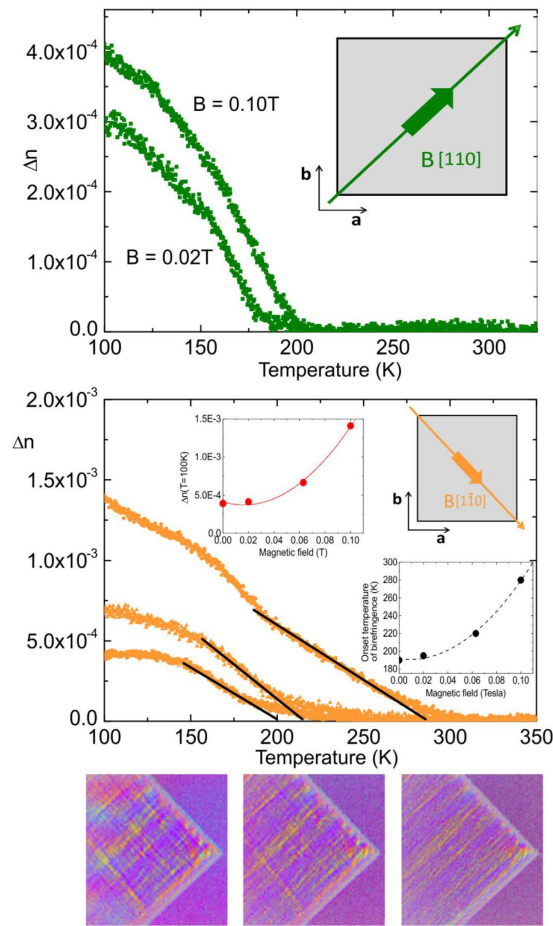 4.0x10⁻⁴
3.0x10⁻⁴
2.0x10⁻⁴
1.0x10⁻⁴
0.0
Δn
B = 0.10T
B = 0.02T
B [110]
b
a
100
150
200
250
300
Temperature (K)
2.0x10⁻³
1.5x10⁻³
1.0x10⁻³
5.0x10⁻⁴
0.0
Δn
1.5E-3
1.0E-3
5.0E-4
0.0
Δn(T=100K)
0.00 0.02 0.04 0.06 0.08 0.10
Magnetic field (T)
B[11̄0]
b
a
300
280
260
240
220
200
180
Onset temperature
of birefringence (K)
0.00 0.02 0.04 0.06 0.08 0.10
Magnetic field (Tesla)
100 150 200 250 300 350
Temperature (K)